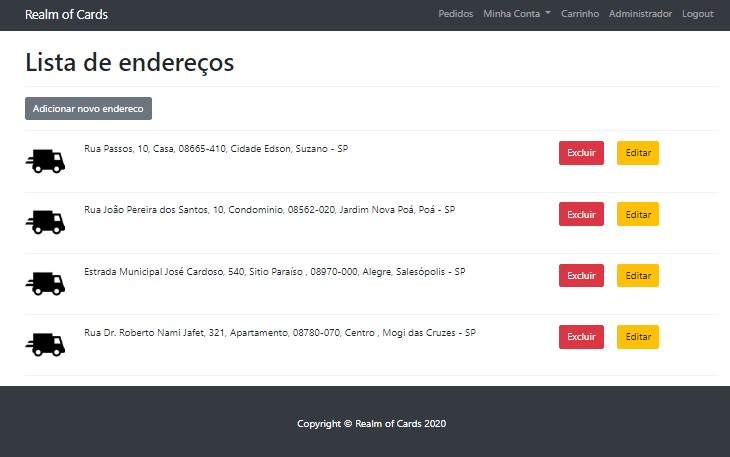 Realm of Cards Pedidos Minha Conta Carrinho Administrador Logout
Lista de endereços
Adicionar novo endereco
Rua Passos, 10, Casa, 08665-410, Cidade Edson, Suzano - SP Excluir Editar
Rua João Pereira dos Santos, 10, Condominio, 08562-020, Jardim Nova Poá, Poá - SP Excluir Editar
Estrada Municipal José Cardoso, 540, Sitio Paraíso , 08970-000, Alegre, Salesópolis - SP Excluir Editar
Rua Dr. Roberto Nami Jafet, 321, Apartamento, 08780-070, Centro , Mogi das Cruzes - SP Excluir Editar
Copyright © Realm of Cards 2020